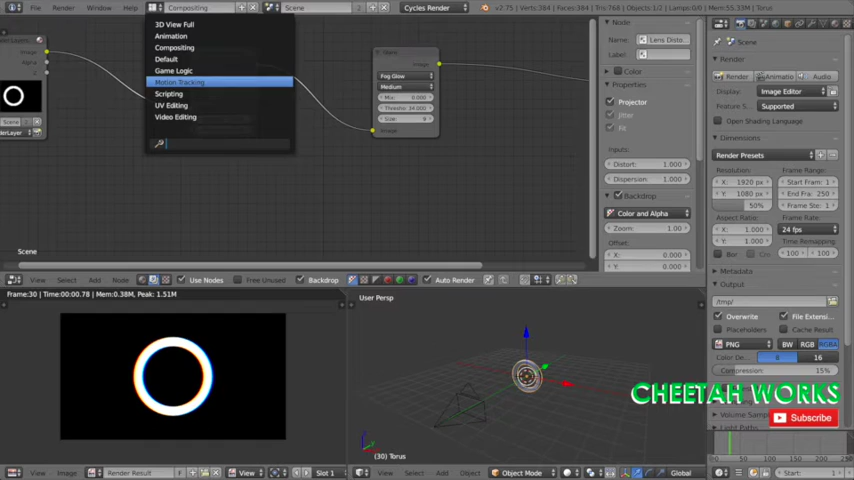 File
Render
Window
Help
Compositing
Scene
Cycles Render
v2.75 | Verts:384 | Faces:384 | Tris:768 | Objects:1/2 | Lamps:0/0 | Mem:55.33M
3D View Full
Animation
Compositing
Default
Game Logic
Motion Tracking
Scripting
UV Editing
Video Editing
Image
Alpha
Z
Scene
Glare
Image
Fog Glow
Medium
Mix: 0.000
Size: 9
Image
Scene
Node
Name: Lens Disto..
Label:
Color
Properties
Projector
Jitter
Fit
Inputs:
Distort: 1.000
Dispersion: 1.000
Backdrop
Color and Alpha
Zoom: 1.00
Offset:
X: 0.000
Y: 0.000
Scene
Render
Render
Animatio
Audio
Display: Image Editor
Feature S.. Supported
Open Shading Language
Dimensions
Render Presets
Resolution:
X: 1920 px
Y: 1080 px
50%
Frame Range:
Start Fram: 1
End Fra: 250
Frame Ste: 1
Aspect Ratio:
X: 1.000
Y: 1.000
Frame Rate:
24 fps
Time Remapping:
100
100
Bor
Cro
Metadata
Output
/tmp/
Overwrite
File Extensi..
Placeholders
Cache Result
PNG
BW
RGB
RGBA
Color De..
8
16
Compression: 15%
Volume Samp
Light Paths
View
Select
Add
Node
Use Nodes
Free Unused
Backdrop
Auto Render
Frame:30 | Time:00:00.78 | Mem:0.38M, Peak: 1.51M
User Persp
(30) Torus
CHEETAH WORKS
Subscribe
View
Image
Render Result
View
Slot 1
View
Select
Add
Object
Object Mode
Global
Start: 1